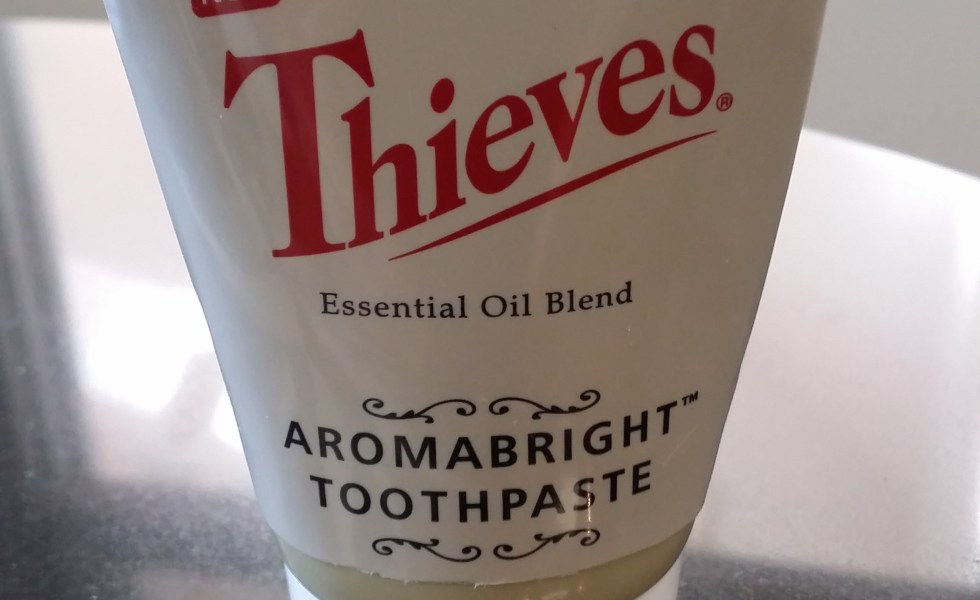 Thieves®
Essential Oil Blend
AROMABRIGHT™
TOOTHPASTE